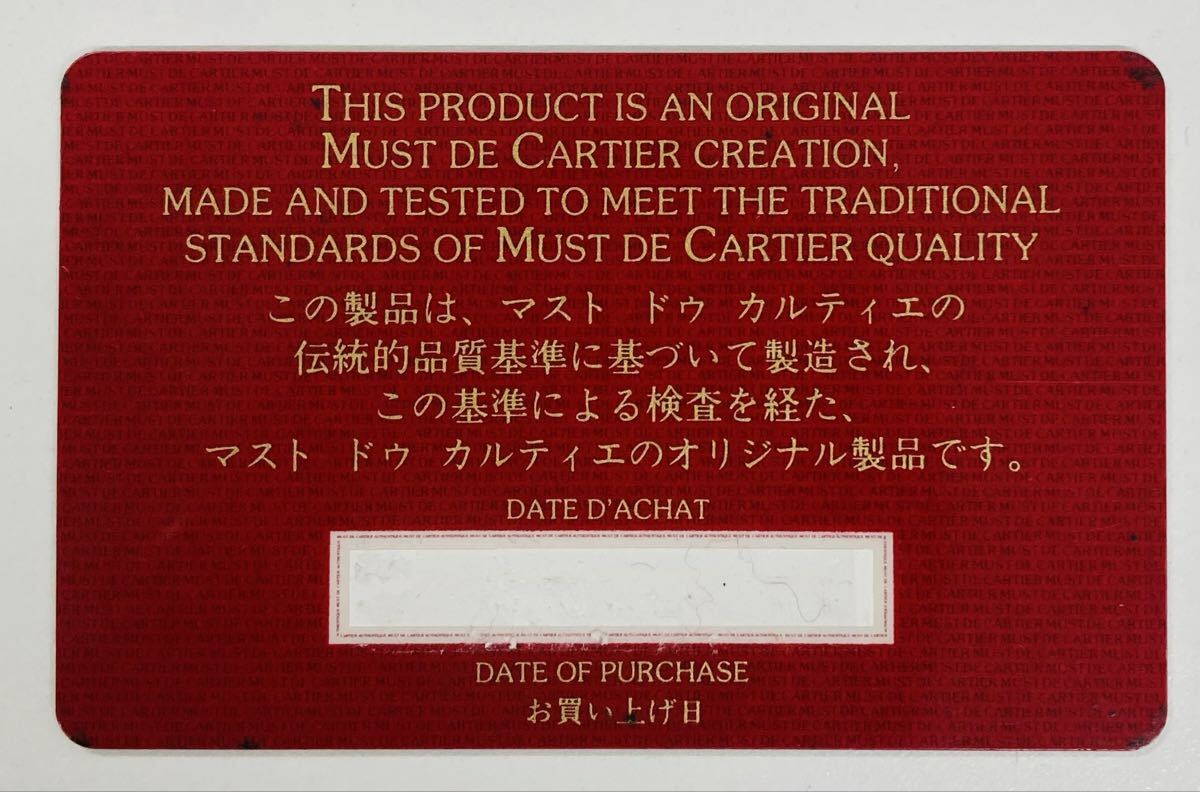 THIS PRODUCT IS AN ORIGINAL
MUST DE CARTIER CREATION,
MADE AND TESTED TO MEET THE TRADITIONAL
STANDARDS OF MUST DE CARTIER QUALITY
この製品は、マスト ドゥ カルティエの
伝統的品質基準に基づいて製造され、
この基準による検査を経た、
マスト ドゥ カルティエのオリジナル製品です。
DATE D'ACHAT
DATE OF PURCHASE
お買い上げ日